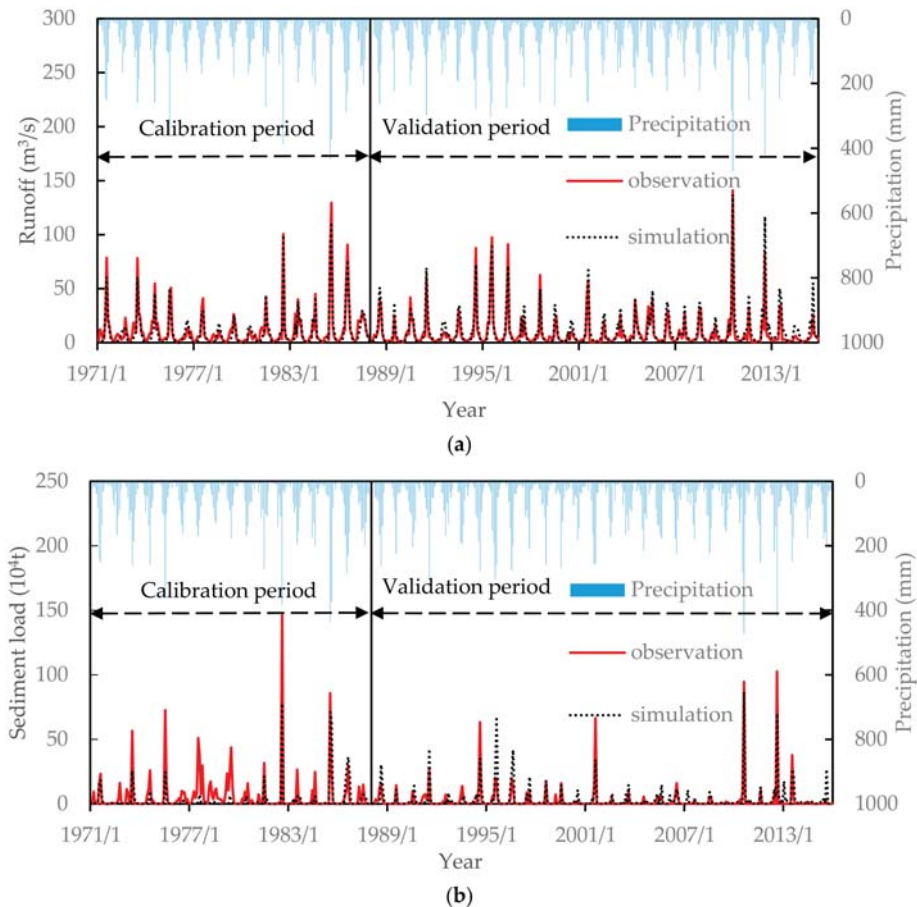 300
250
200
150
100
50
0
Runoff (m³/s)
0
200
400
600
800
1000
Precipitation (mm)
Calibration period
Validation period
Precipitation
observation
simulation
1971/1 1977/1 1983/1 1989/1 1995/1 2001/1 2007/1 2013/1
Year
(a)
250
200
150
100
50
0
Sediment load (10⁴t)
0
200
400
600
800
1000
Precipitation (mm)
Calibration period
Validation period
Precipitation
observation
simulation
1971/1 1977/1 1983/1 1989/1 1995/1 2001/1 2007/1 2013/1
Year
(b)